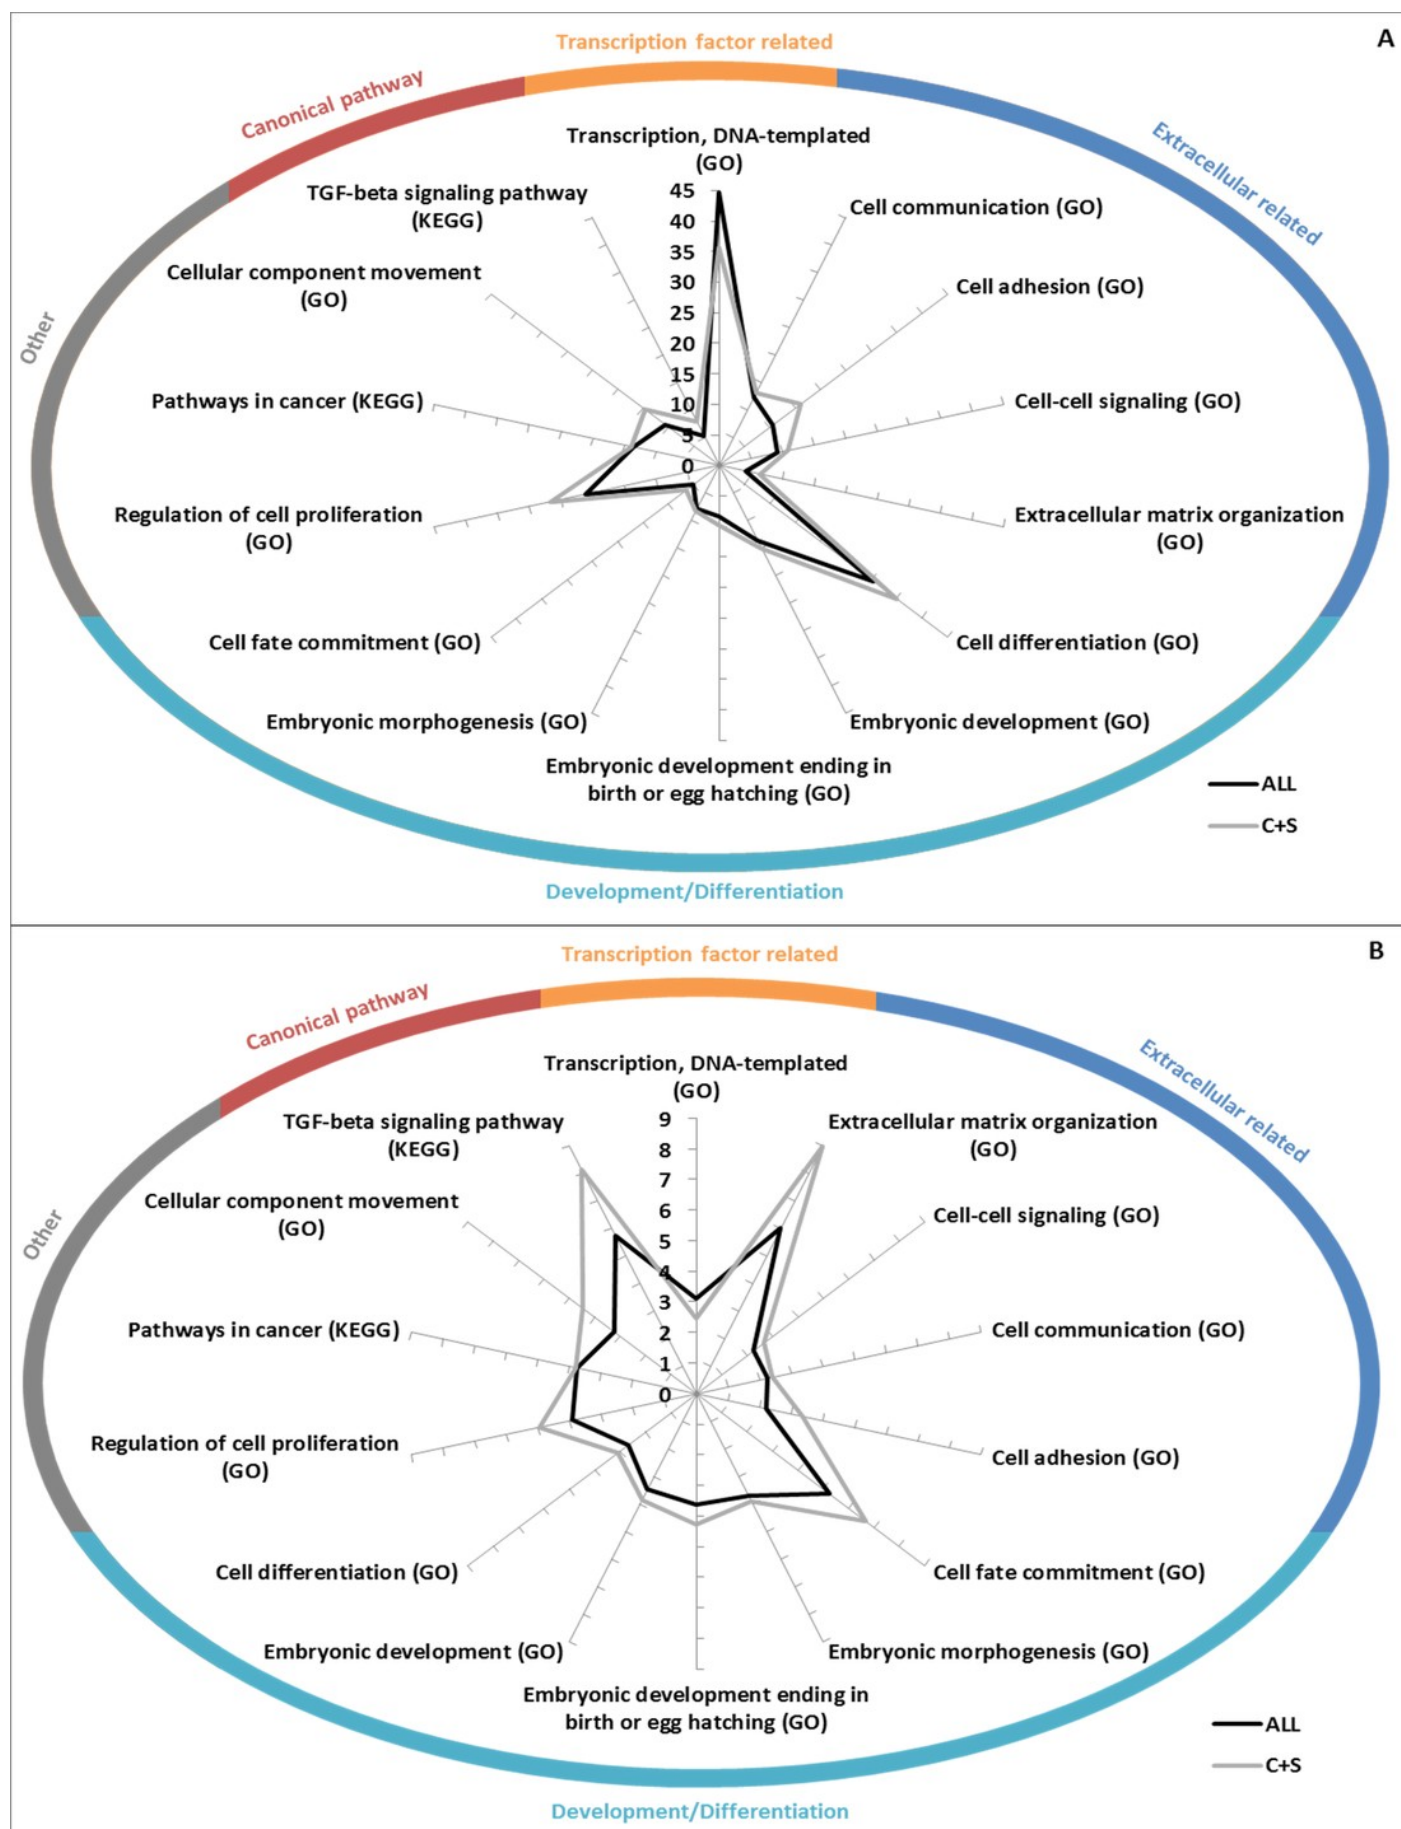 A
Transcription factor related
Canonical pathway
Extracellular related
Other
Transcription, DNA-templated
(GO)
TGF-beta signaling pathway
(KEGG)
Cell communication (GO)
Cellular component movement
(GO)
Cell adhesion (GO)
Pathways in cancer (KEGG)
Cell-cell signaling (GO)
Regulation of cell proliferation
(GO)
Extracellular matrix organization
(GO)
Cell fate commitment (GO)
Cell differentiation (GO)
Embryonic morphogenesis (GO)
Embryonic development (GO)
Embryonic development ending in
birth or egg hatching (GO)
45
40
35
30
25
20
15
10
5
0
ALL
C+S
Development/Differentiation
B
Transcription factor related
Canonical pathway
Extracellular related
Other
Transcription, DNA-templated
(GO)
TGF-beta signaling pathway
(KEGG)
Extracellular matrix organization
(GO)
Cellular component movement
(GO)
Cell-cell signaling (GO)
Pathways in cancer (KEGG)
Cell communication (GO)
Regulation of cell proliferation
(GO)
Cell adhesion (GO)
Cell differentiation (GO)
Cell fate commitment (GO)
Embryonic development (GO)
Embryonic morphogenesis (GO)
Embryonic development ending in
birth or egg hatching (GO)
9
8
7
6
5
4
3
2
1
0
ALL
C+S
Development/Differentiation